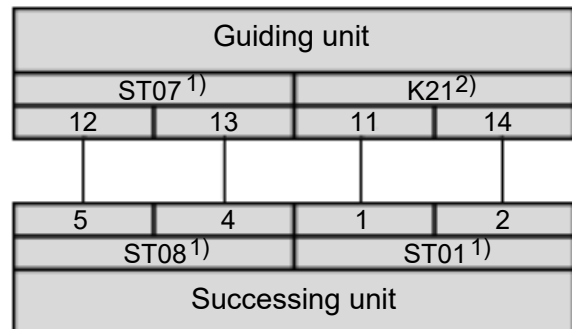 Guiding unit
ST07 1) K21 2)
12 13 11 14
5 4 1 2
ST08 1) ST01 1)
Successing unit